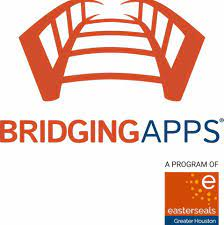 BRIDGINGAPPS®
A PROGRAM OF
e
easterseals
Greater Houston